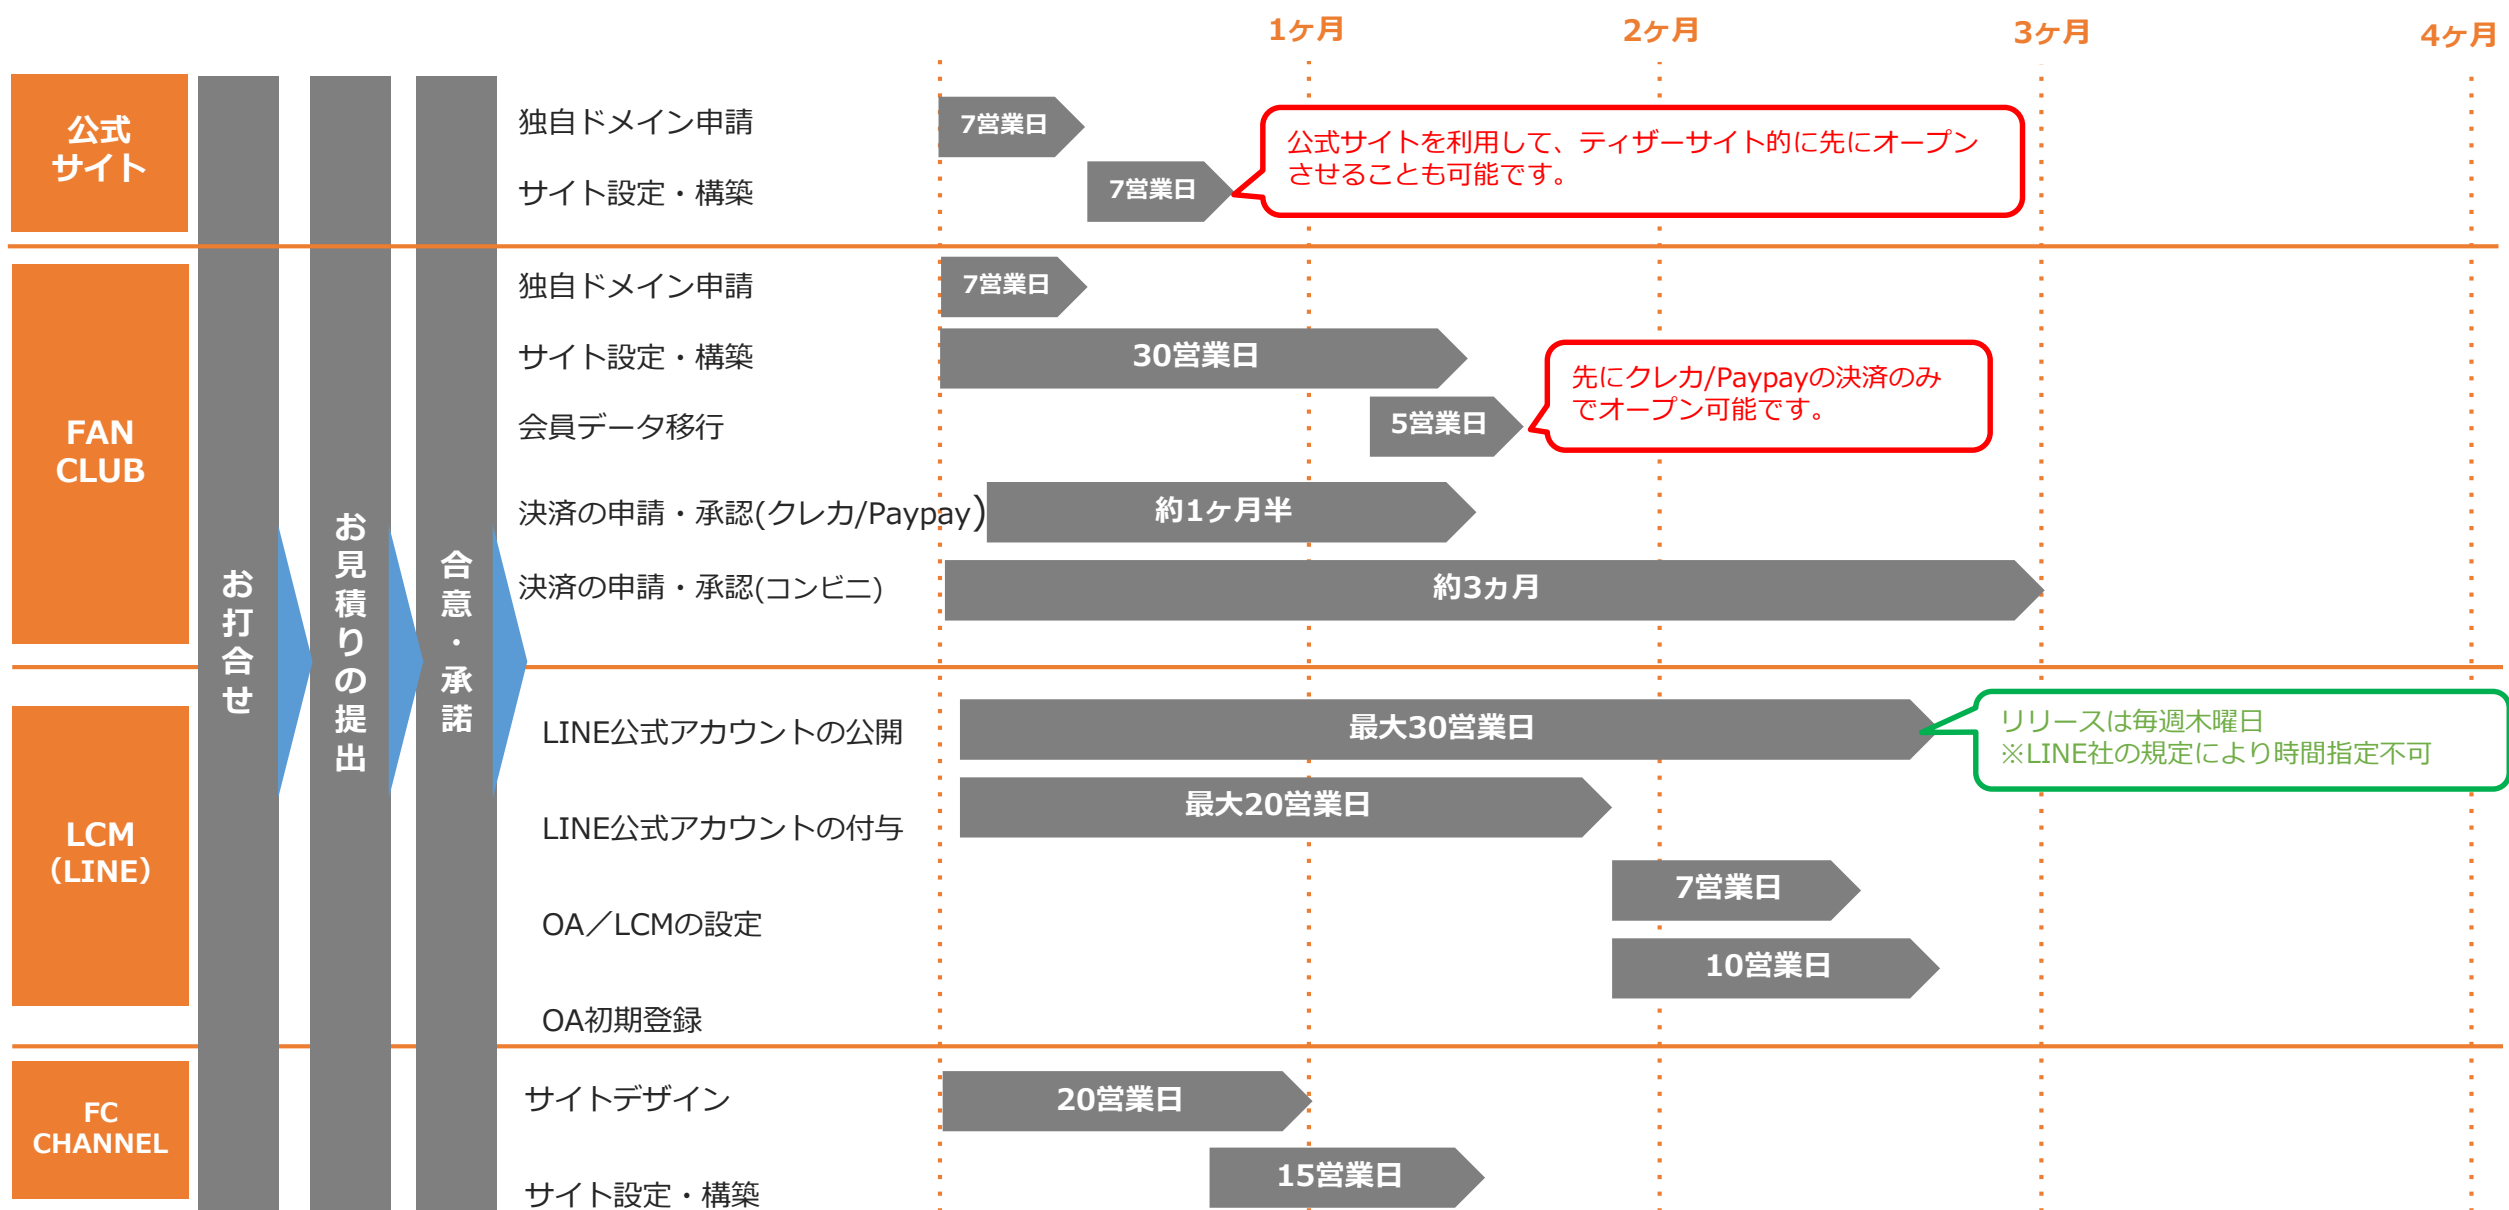 1ヶ月
2ヶ月
3ヶ月
4ヶ月
公式
サイト
独自ドメイン申請
7営業日
公式サイトを利用して、ティザーサイト的に先にオープン
させることも可能です。
サイト設定・構築
7営業日
FAN
CLUB
独自ドメイン申請
7営業日
サイト設定・構築
30営業日
先にクレカ/Paypayの決済のみ
でオープン可能です。
会員データ移行
5営業日
決済の申請・承認(クレカ/Paypay)
約1ヶ月半
決済の申請・承認(コンビニ)
約3ヵ月
お打合せ
お見積りの提出
合意・承諾
LCM
（LINE）
LINE公式アカウントの公開
最大30営業日
リリースは毎週木曜日
※LINE社の規定により時間指定不可
LINE公式アカウントの付与
最大20営業日
OA／LCMの設定
7営業日
OA初期登録
10営業日
FC
CHANNEL
サイトデザイン
20営業日
サイト設定・構築
15営業日